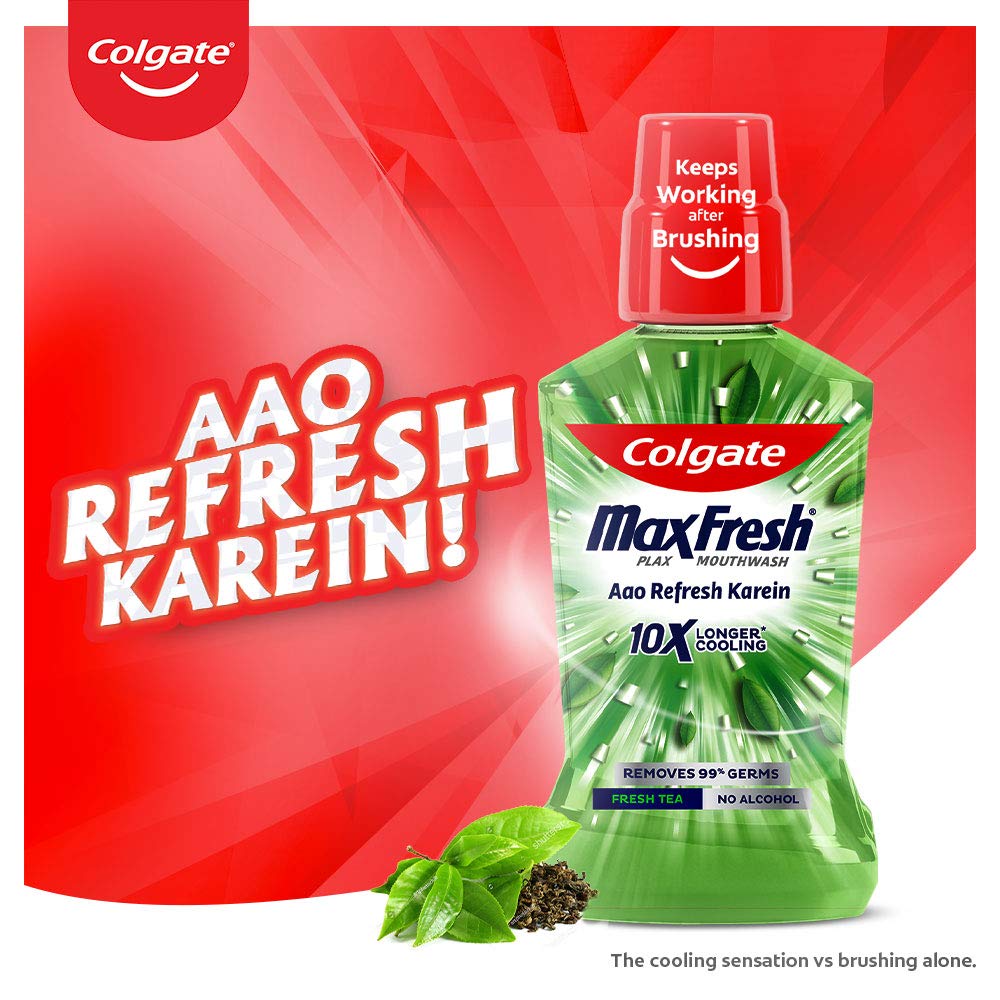 Colgate®
AAO
REFRESH
KAREIN!
Keeps
Working
after
Brushing
Colgate
MaxFresh®
PLAX MOUTHWASH
Aao Refresh Karein
10X LONGER*
COOLING
REMOVES 99% GERMS
FRESH TEA NO ALCOHOL
The cooling sensation vs brushing alone.